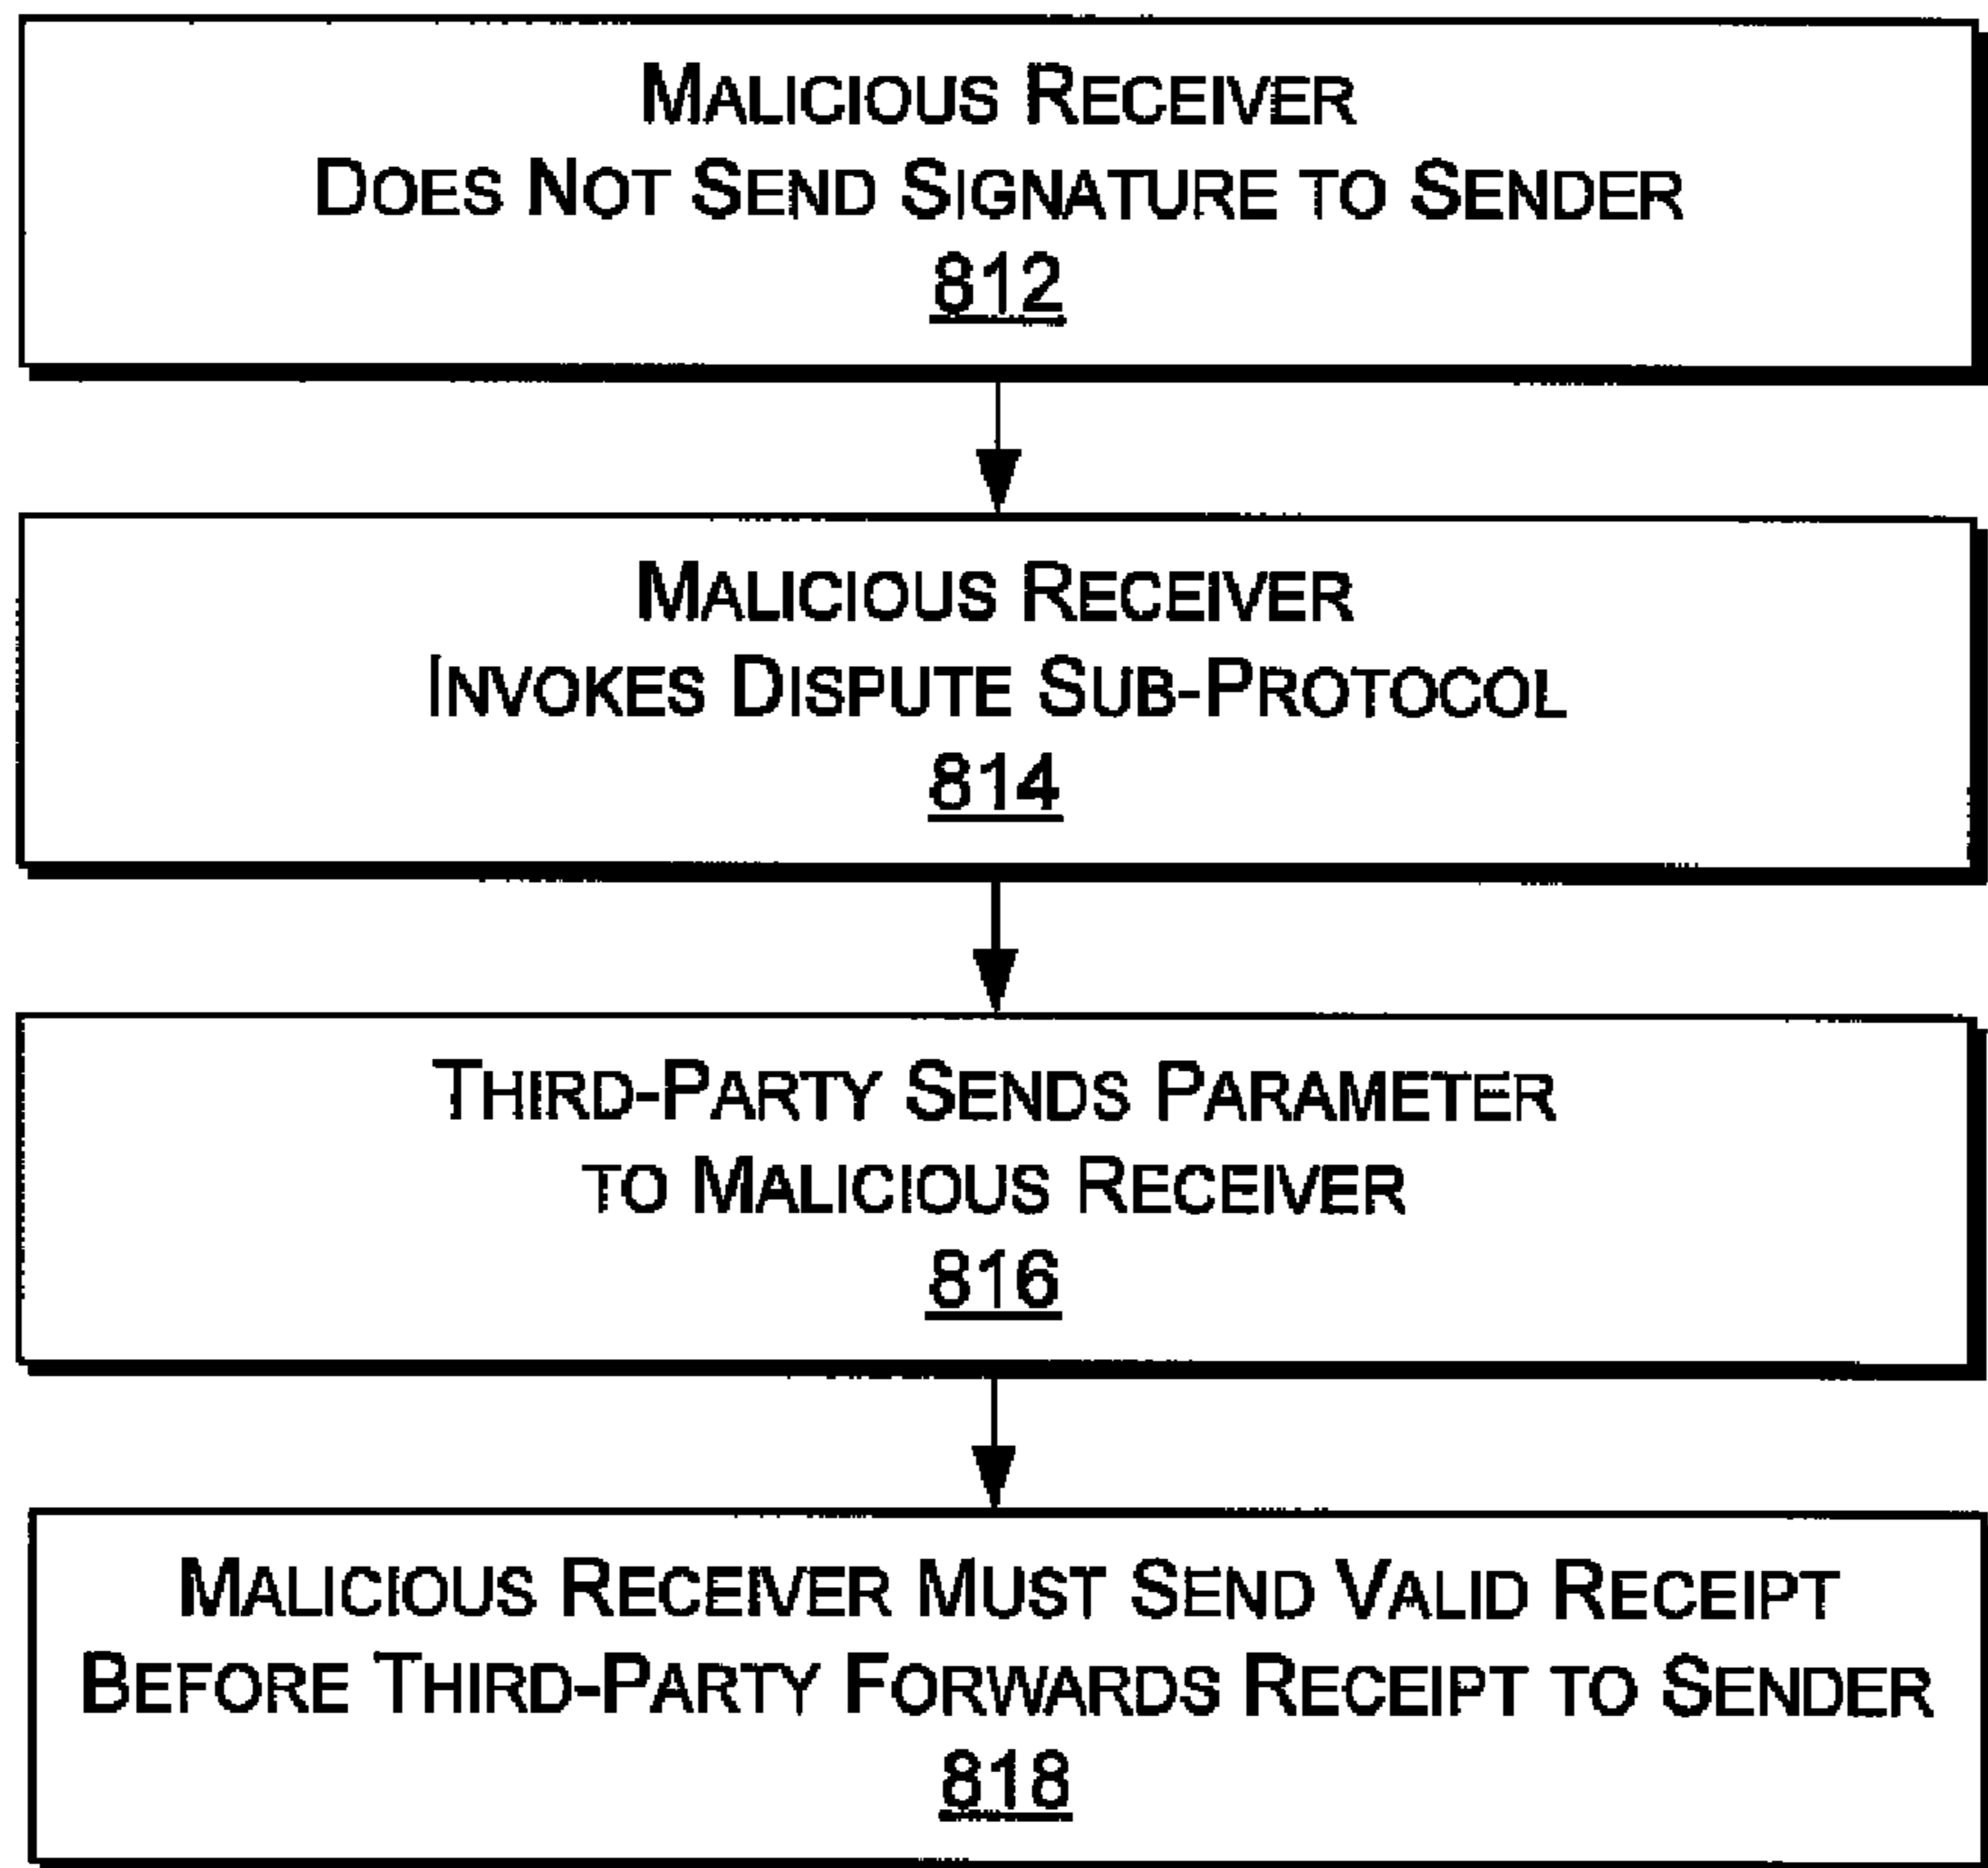 MALICIOUS RECEIVER
DOES NOT SEND SIGNATURE TO SENDER
812
MALICIOUS RECEIVER
INVOKES DISPUTE SUB-PROTOCOL
814
THIRD-PARTY SENDS PARAMETER
TO MALICIOUS RECEIVER
816
MALICIOUS RECEIVER MUST SEND VALID RECEIPT
BEFORE THIRD-PARTY FORWARDS RECEIPT TO SENDER
818